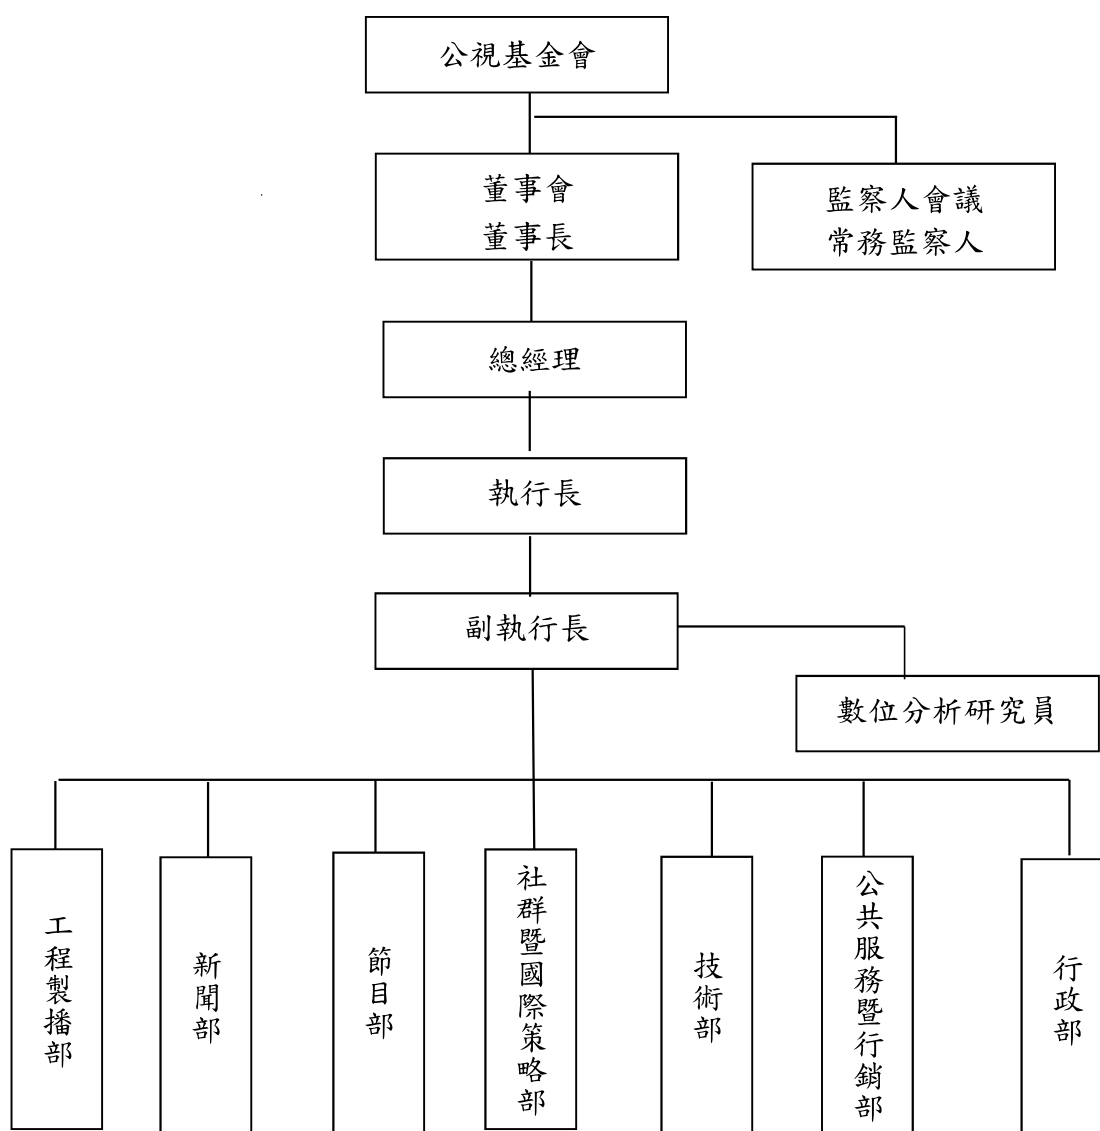 公視基金會
董事會
董事長
監察人會議
常務監察人
總經理
執行長
副執行長
數位分析研究員
工程製播部
新聞部
節目部
社群暨國際策略部
技術部
公共服務暨行銷部
行政部